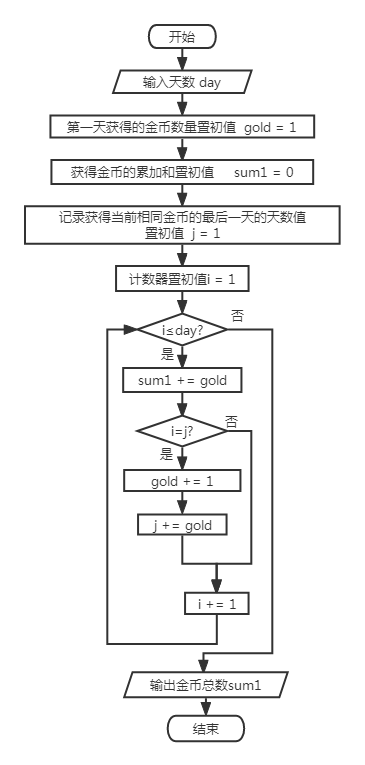 开始
输入天数 day
第一天获得的金币数量置初值 gold = 1
获得金币的累加和置初值 sum1 = 0
记录获得当前相同金币的最后一天的天数值
置初值 j = 1
计数器置初值i = 1
i≤day?
否
是
sum1 += gold
i=j?
否
是
gold += 1
j += gold
i += 1
输出金币总数sum1
结束